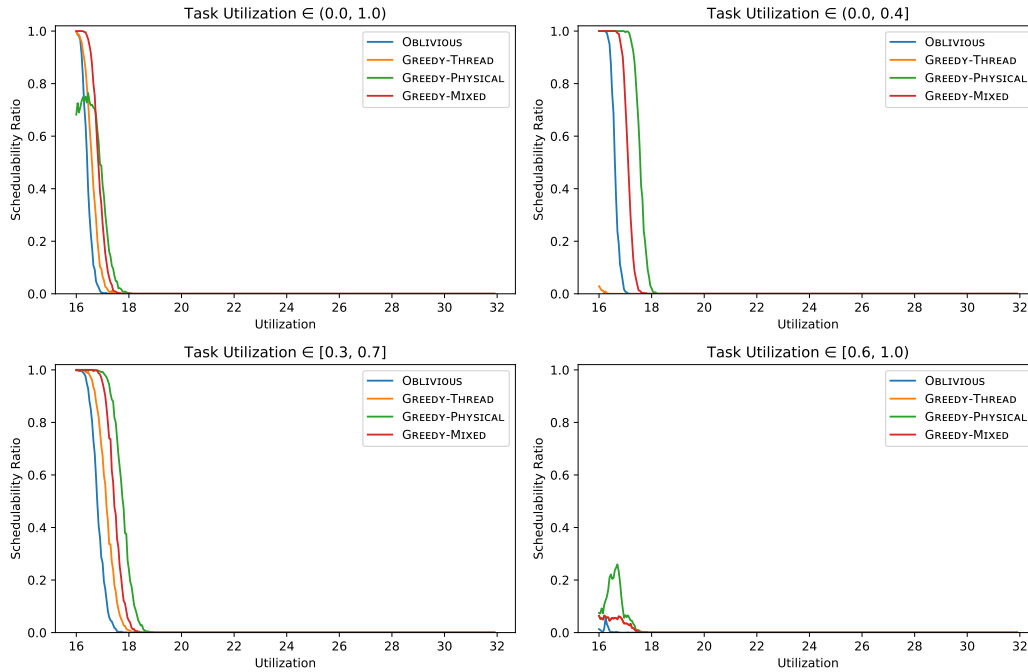 Task Utilization ∈ (0.0, 1.0)
1.0
0.8
0.6
0.4
0.2
0.0
Schedulability Ratio
16 18 20 22 24 26 28 30 32
Utilization
Oblivious
Greedy-Thread
Greedy-Physical
Greedy-Mixed
Task Utilization ∈ (0.0, 0.4]
1.0
0.8
0.6
0.4
0.2
0.0
Schedulability Ratio
16 18 20 22 24 26 28 30 32
Utilization
Oblivious
Greedy-Thread
Greedy-Physical
Greedy-Mixed
Task Utilization ∈ [0.3, 0.7]
1.0
0.8
0.6
0.4
0.2
0.0
Schedulability Ratio
16 18 20 22 24 26 28 30 32
Utilization
Oblivious
Greedy-Thread
Greedy-Physical
Greedy-Mixed
Task Utilization ∈ [0.6, 1.0)
1.0
0.8
0.6
0.4
0.2
0.0
Schedulability Ratio
16 18 20 22 24 26 28 30 32
Utilization
Oblivious
Greedy-Thread
Greedy-Physical
Greedy-Mixed